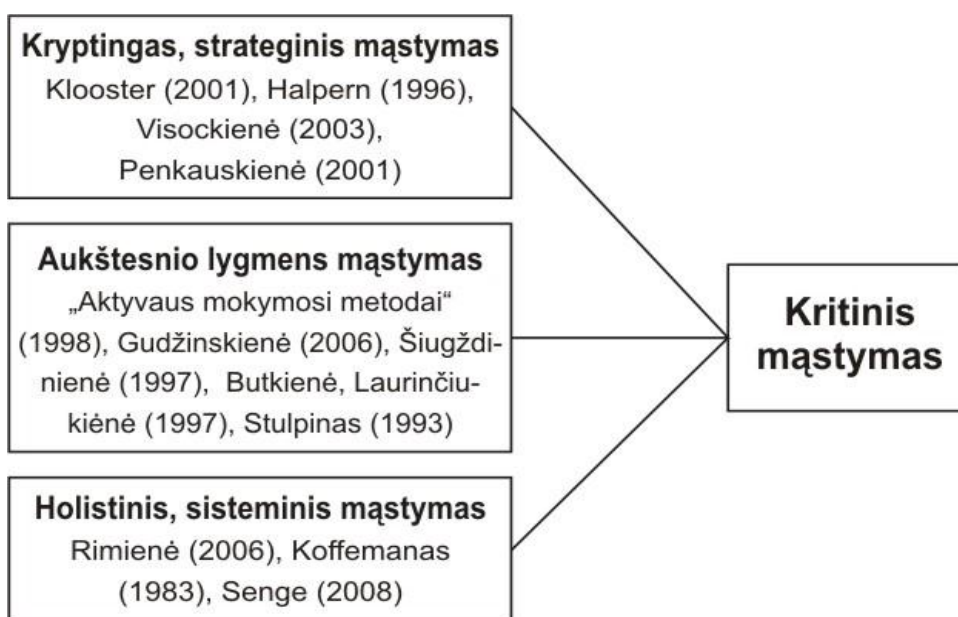 Kryptingas, strateginis mąstymas
Klooster (2001), Halpern (1996),
Visockienė (2003),
Penkauskienė (2001)
Aukštesnio lygmens mąstymas
„Aktyvaus mokymosi metodai“
(1998), Gudžinskienė (2006), Šiugždi-
nienė (1997), Butkienė, Laurinčiu-
kiėnė (1997), Stulpinas (1993)
Holistinis, sisteminis mąstymas
Rimienė (2006), Koffemanas
(1983), Senge (2008)
Kritinis
mąstymas